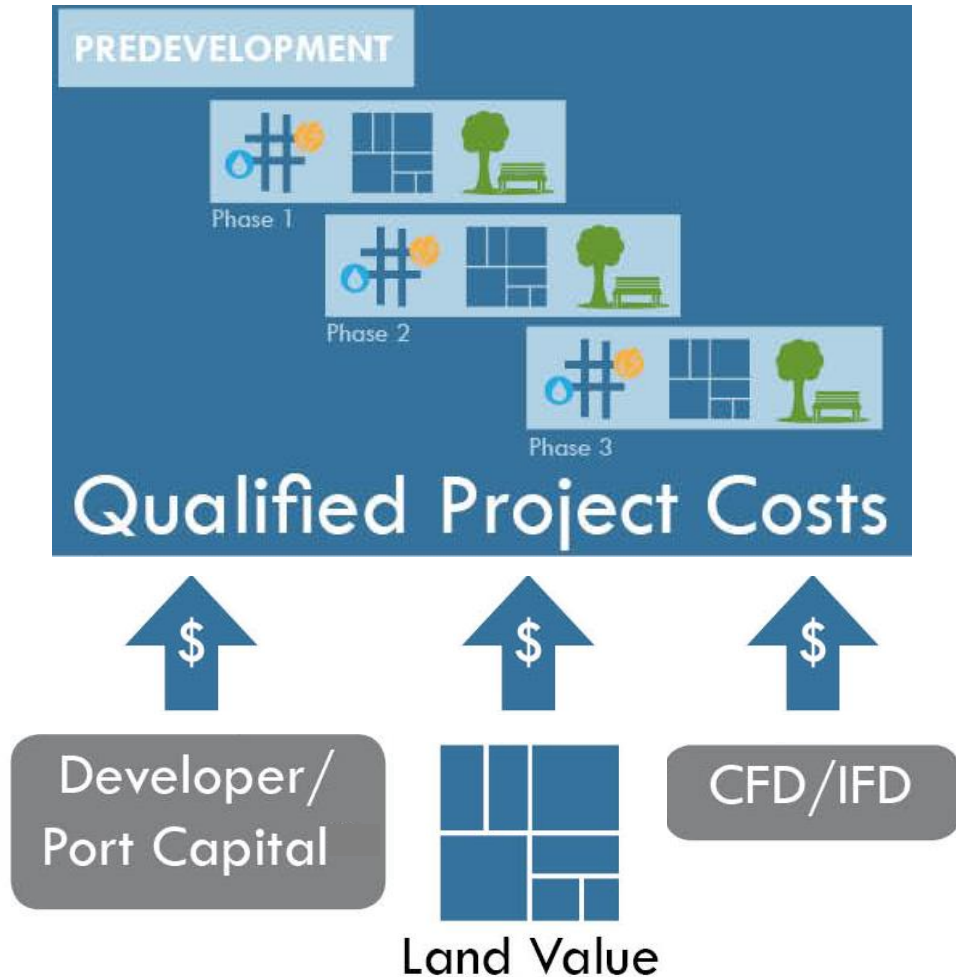 PREDEVELOPMENT
Phase 1
Phase 2
Phase 3
Qualified Project Costs
$ $ $
Developer/
Port Capital
CFD/IFD
Land Value